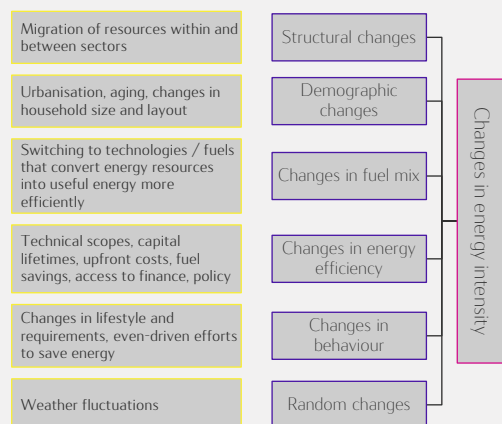 Migration of resources within and
between sectors
Structural changes
Urbanisation, aging, changes in
household size and layout
Demographic
changes
Switching to technologies / fuels
that convert energy resources
into useful energy more
efficiently
Changes in fuel mix
Technical scopes, capital
lifetimes, upfront costs, fuel
savings, access to finance, policy
Changes in energy
efficiency
Changes in lifestyle and
requirements, even-driven efforts
to save energy
Changes in
behaviour
Weather fluctuations
Random changes
Changes in energy intensity